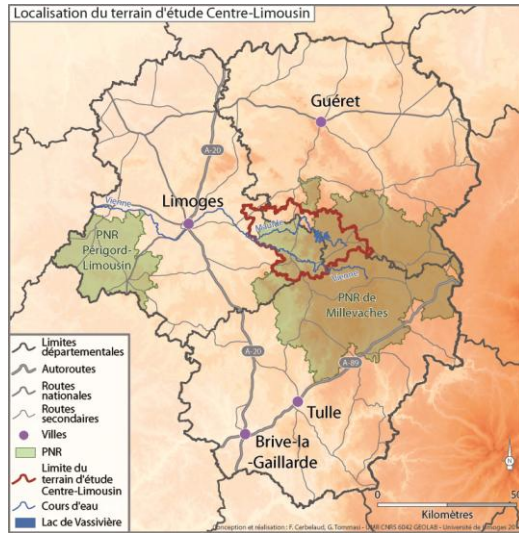 Localisation du terrain d'étude Centre-Limousin
Guéret
A-20
Vienne
Limoges
Maulde
PNR
Périgord-
Limousin
Vienne
PNR de
Millevaches
A-20
A-89
Tulle
Brive-la
-Gaillarde
Limites
départementales
Autoroutes
Routes
nationales
Routes
secondaires
Villes
PNR
Limite du
terrain d'étude
Centre-Limousin
Cours d'eau
Lac de Vassivière
N
0 50
Kilomètres
Conception et réalisation : F. Cerbelaud, G. Tommasi - UMR CNRS 6042 GEOLAB - Université de Limoges